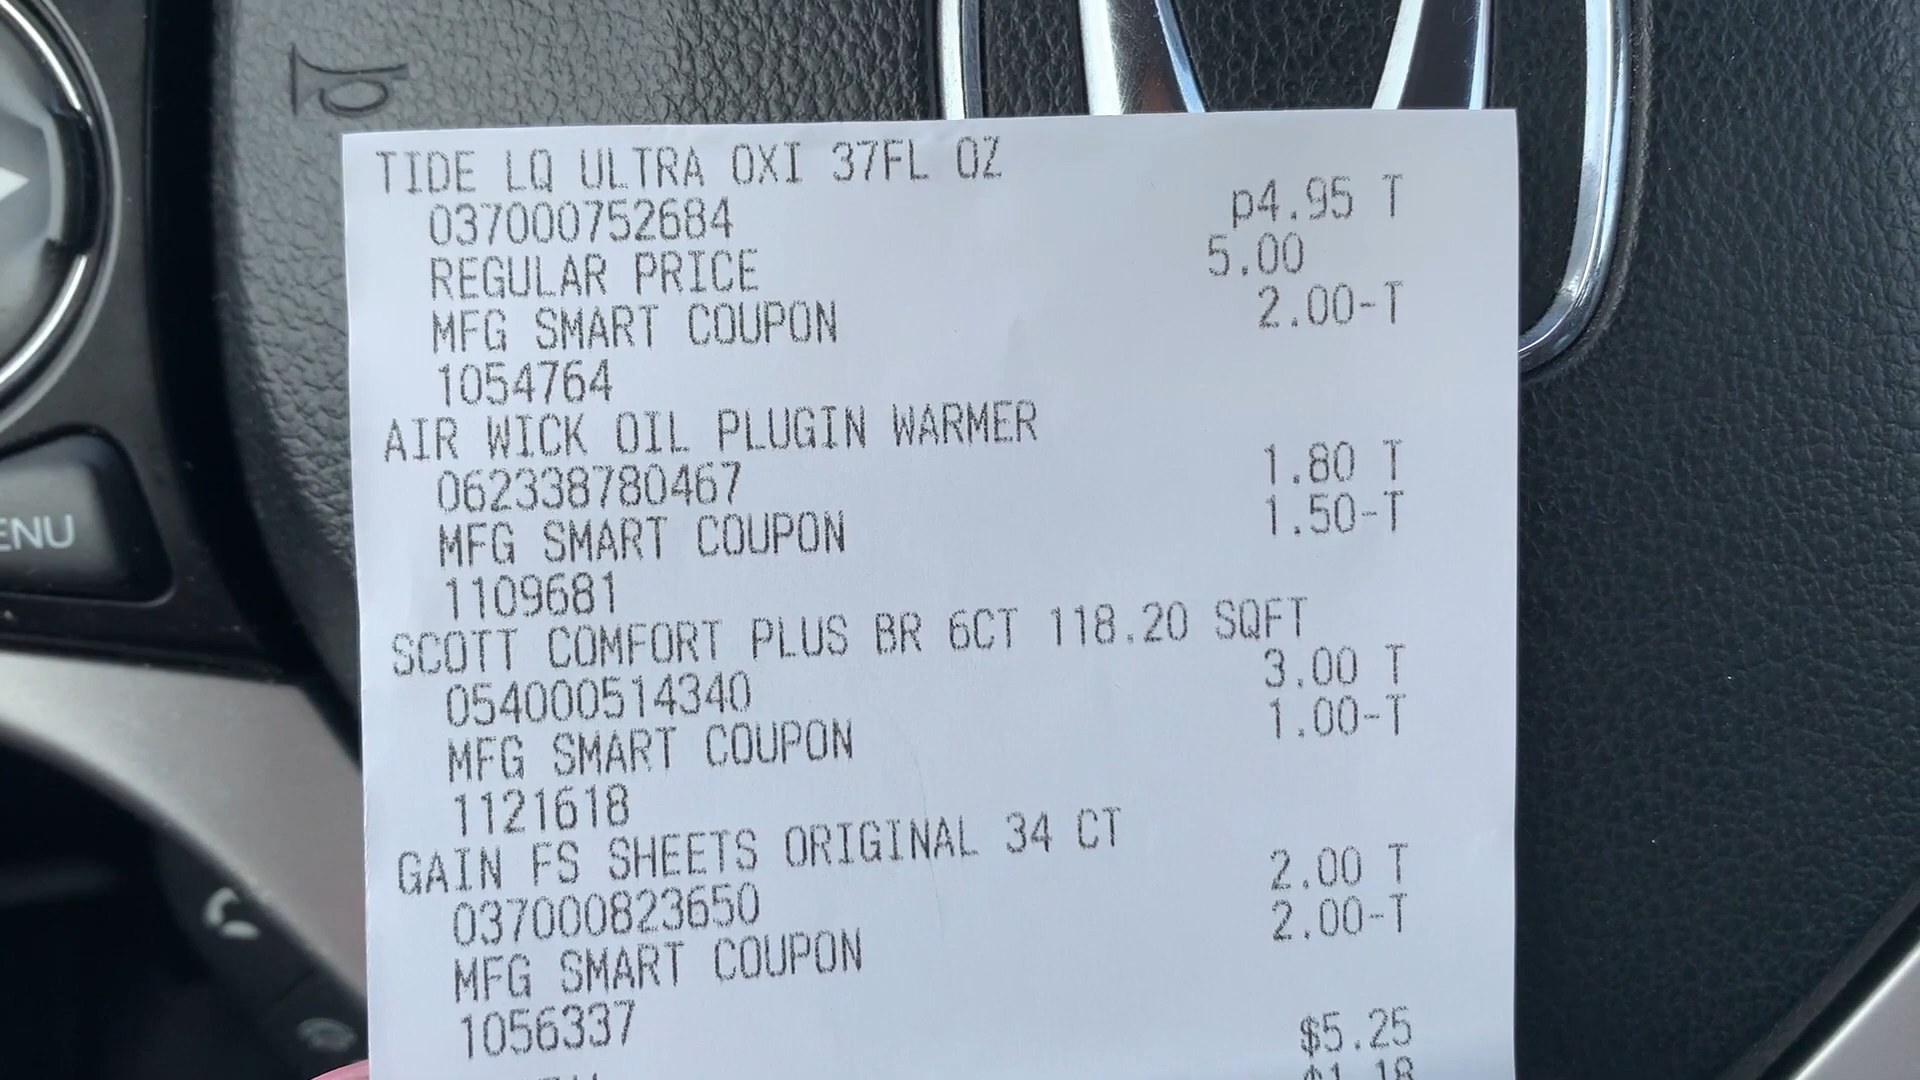 TIDE LQ ULTRA OXI 37FL OZ
037000752684 p4.95 T
REGULAR PRICE 5.00
MFG SMART COUPON 2.00-T
1054764
AIR WICK OIL PLUGIN WARMER
062338780467 1.80 T
MFG SMART COUPON 1.50-T
1109681
SCOTT COMFORT PLUS BR 6CT 118.20 SQFT
054000514340 3.00 T
MFG SMART COUPON 1.00-T
1121618
GAIN FS SHEETS ORIGINAL 34 CT
037000823650 2.00 T
MFG SMART COUPON 2.00-T
1056337
$5.25
$1.18
ENU